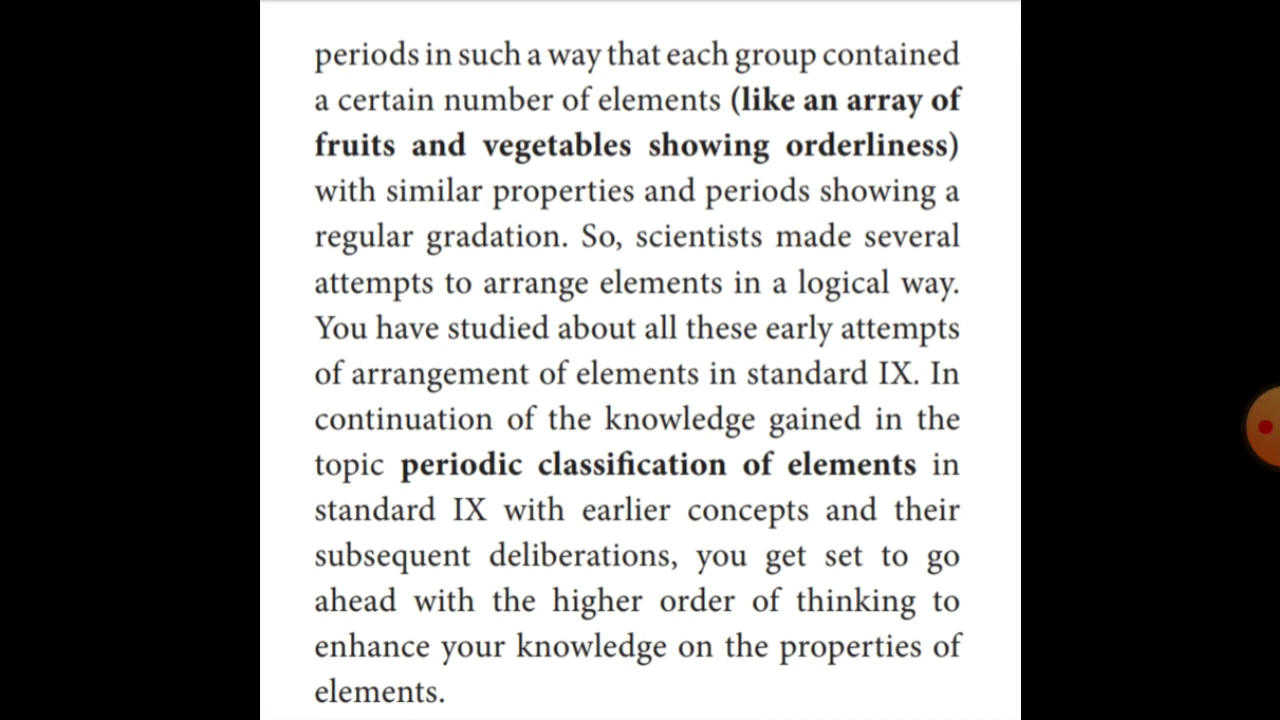 periods in such a way that each group contained
a certain number of elements (like an array of
fruits and vegetables showing orderliness)
with similar properties and periods showing a
regular gradation. So, scientists made several
attempts to arrange elements in a logical way.
You have studied about all these early attempts
of arrangement of elements in standard IX. In
continuation of the knowledge gained in the
topic periodic classification of elements in
standard IX with earlier concepts and their
subsequent deliberations, you get set to go
ahead with the higher order of thinking to
enhance your knowledge on the properties of
elements.